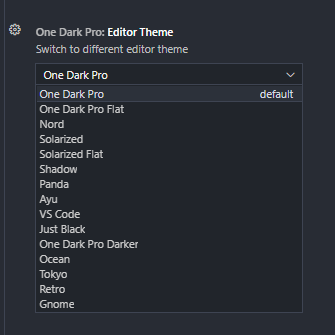 One Dark Pro: Editor Theme
Switch to different editor theme
One Dark Pro
One Dark Pro default
One Dark Pro Flat
Nord
Solarized
Solarized Flat
Shadow
Panda
Ayu
VS Code
Just Black
One Dark Pro Darker
Ocean
Tokyo
Retro
Gnome